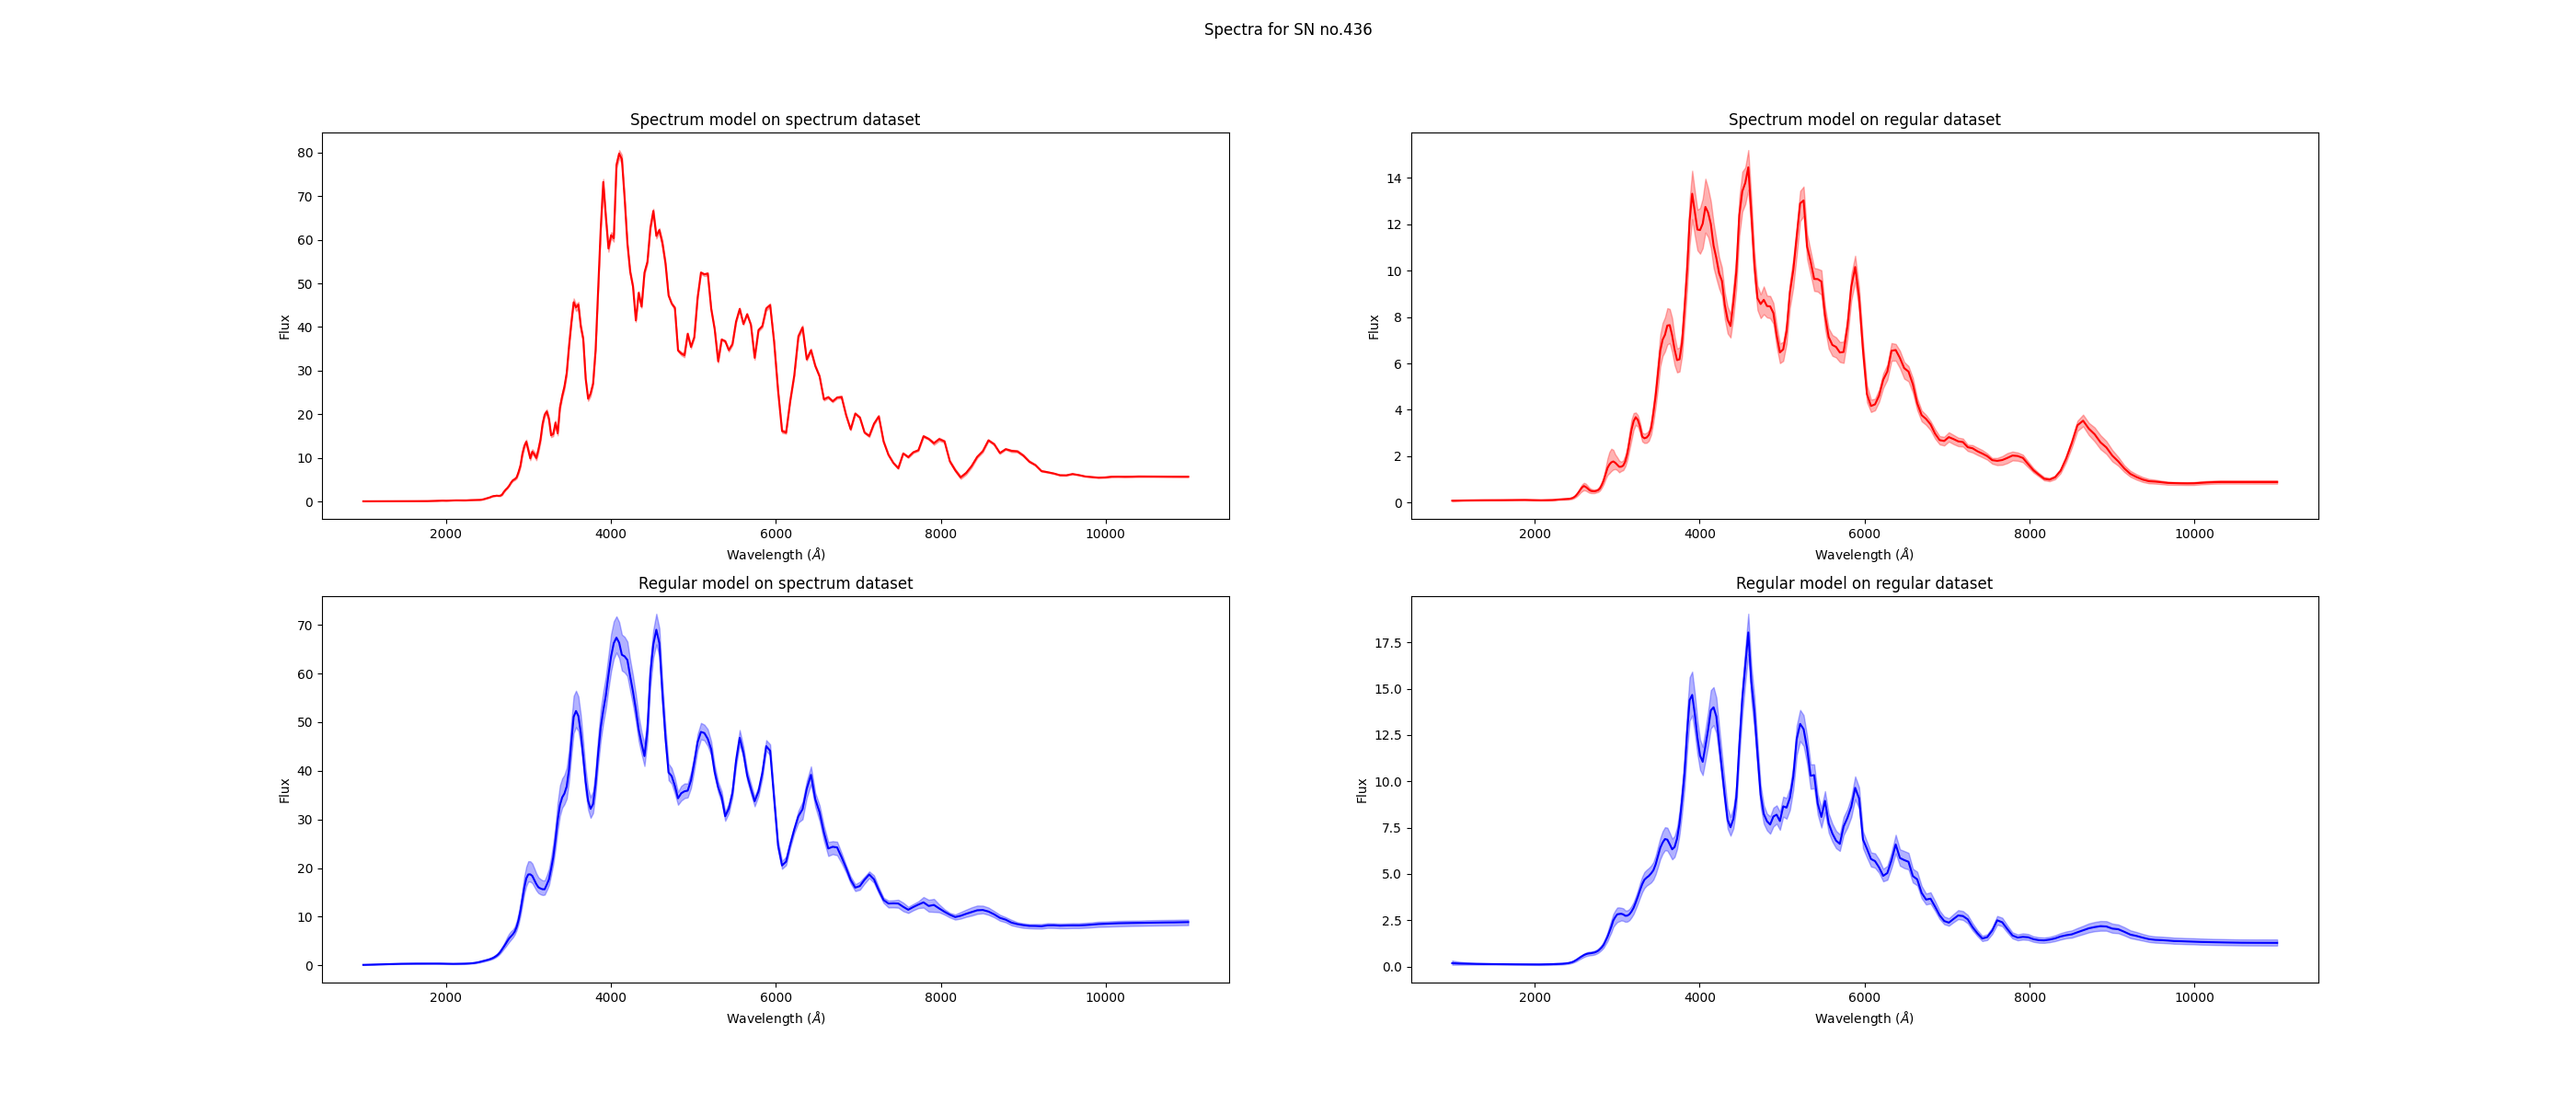 Spectra for SN no.436
Spectrum model on spectrum dataset
80
70
60
50
40
30
20
10
0
Flux
2000 4000 6000 8000 10000
Wavelength (Å)
Spectrum model on regular dataset
14
12
10
8
6
4
2
0
Flux
2000 4000 6000 8000 10000
Wavelength (Å)
Regular model on spectrum dataset
70
60
50
40
30
20
10
0
Flux
2000 4000 6000 8000 10000
Wavelength (Å)
Regular model on regular dataset
17.5
15.0
12.5
10.0
7.5
5.0
2.5
0.0
Flux
2000 4000 6000 8000 10000
Wavelength (Å)